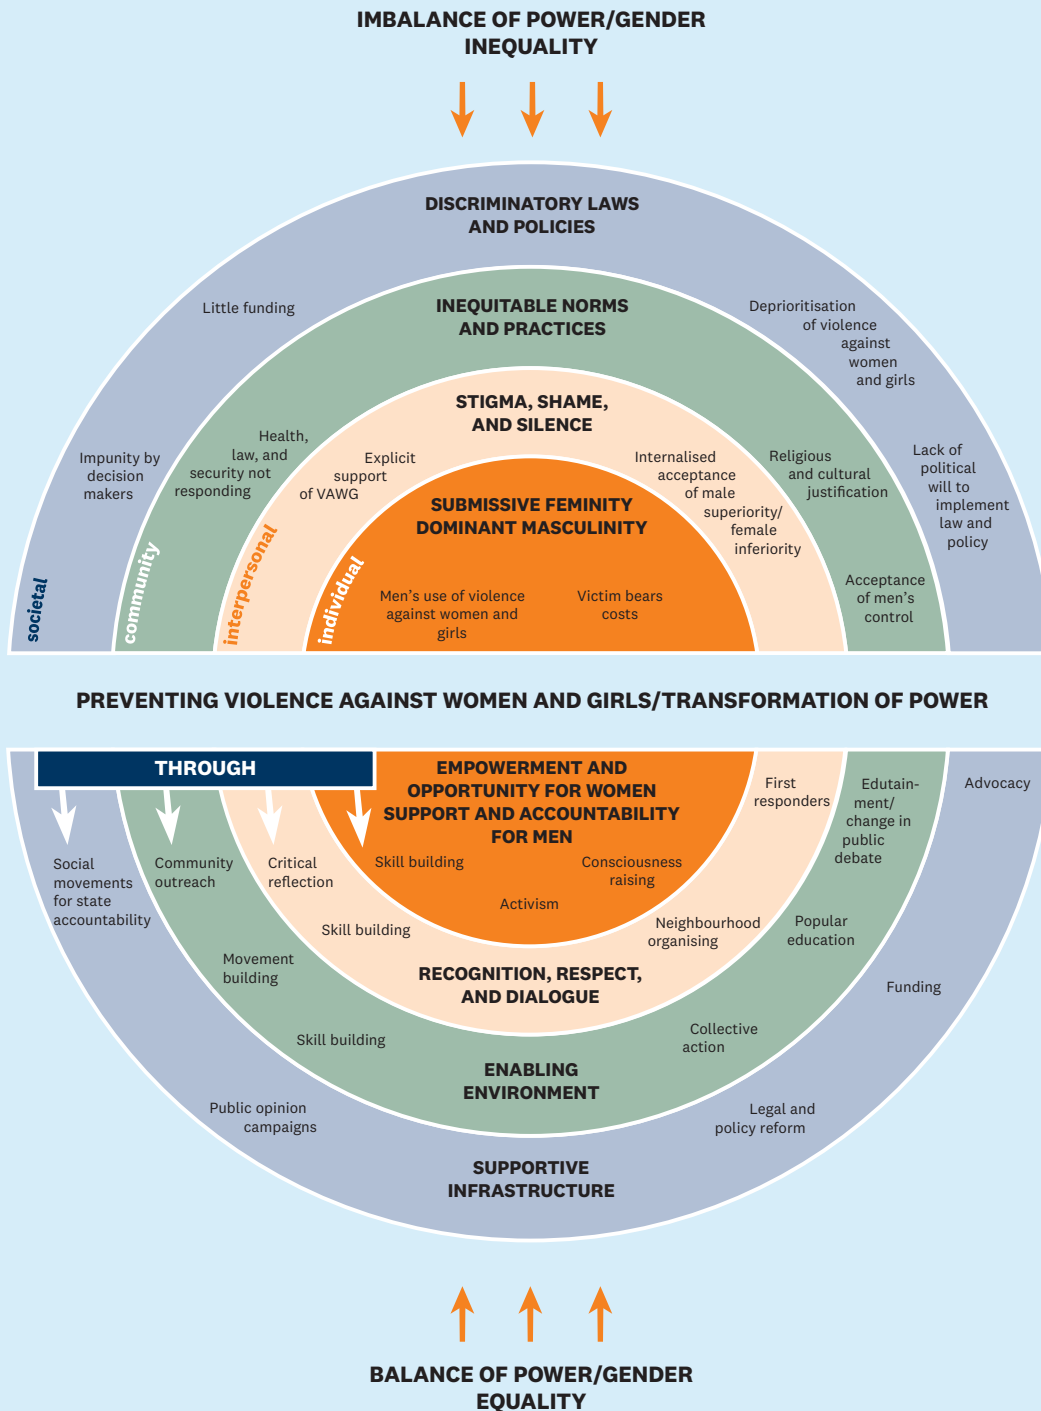 IMBALANCE OF POWER/GENDER
INEQUALITY
DISCRIMINATORY LAWS
AND POLICIES
Little funding
Impunity by
decision
makers
Deprioritisation
of violence
against
women
and girls
Lack of
political
will to
implement
law and
policy
societal
INEQUITABLE NORMS
AND PRACTICES
Health,
law, and
security not
responding
Religious
and cultural
justification
Acceptance
of men's
control
community
STIGMA, SHAME,
AND SILENCE
Explicit
support
of VAWG
Internalised
acceptance
of male
superiority/
female
inferiority
interpersonal
SUBMISSIVE FEMINITY
DOMINANT MASCULINITY
Men's use of violence
against women and
girls
Victim bears
costs
individual
PREVENTING VIOLENCE AGAINST WOMEN AND GIRLS/TRANSFORMATION OF POWER
THROUGH
EMPOWERMENT AND
OPPORTUNITY FOR WOMEN
SUPPORT AND ACCOUNTABILITY
FOR MEN
Skill building
Consciousness
raising
Activism
Critical
reflection
Skill building
First
responders
Neighbourhood
organising
RECOGNITION, RESPECT,
AND DIALOGUE
Community
outreach
Movement
building
Skill building
Edutain-
ment/
change in
public
debate
Popular
education
Collective
action
ENABLING
ENVIRONMENT
Social
movements
for state
accountability
Public opinion
campaigns
Advocacy
Funding
Legal and
policy reform
SUPPORTIVE
INFRASTRUCTURE
BALANCE OF POWER/GENDER
EQUALITY